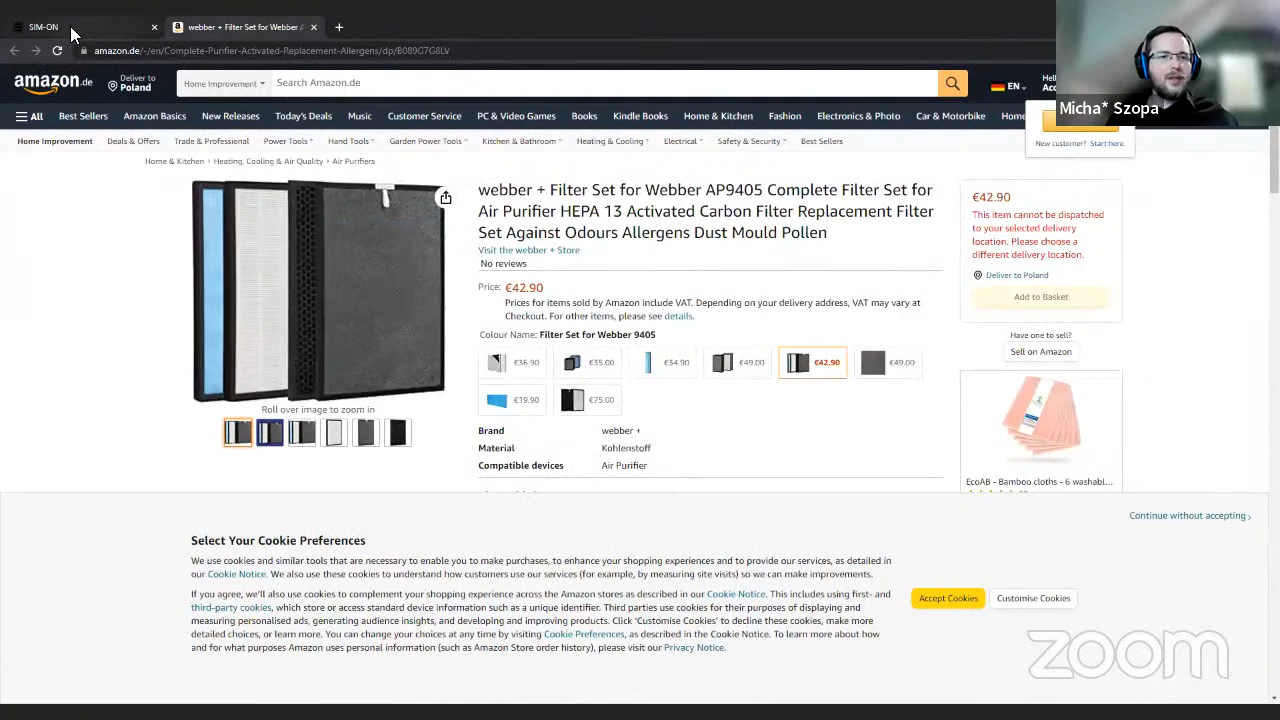 SIM-ON
webber + Filter Set for Webber A
amazon.de/-/en/Complete-Purifier-Activated-Replacement-Allergens/dp/B089G7G8LV
amazon.de
Deliver to
Poland
Home Improvement
Search Amazon.de
EN
Hell
Acc
Micha* Szopa
All
Best Sellers
Amazon Basics
New Releases
Today's Deals
Music
Customer Service
PC & Video Games
Books
Kindle Books
Home & Kitchen
Fashion
Electronics & Photo
Car & Motorbike
Home
New customer? Start here.
Home Improvement
Deals & Offers
Trade & Professional
Power Tools
Hand Tools
Garden Power Tools
Kitchen & Bathroom
Heating & Cooling
Electrical
Safety & Security
Best Sellers
Home & Kitchen › Heating, Cooling & Air Quality › Air Purifiers
webber + Filter Set for Webber AP9405 Complete Filter Set for
Air Purifier HEPA 13 Activated Carbon Filter Replacement Filter
Set Against Odours Allergens Dust Mould Pollen
Visit the webber + Store
No reviews
Price: €42.90
Prices for items sold by Amazon include VAT. Depending on your delivery address, VAT may vary at
Checkout. For other items, please see details.
Colour Name: Filter Set for Webber 9405
€36.90
€35.00
€34.90
€49.00
€42.90
€49.00
€19.90
€75.00
Brand webber +
Material Kohlenstoff
Compatible devices Air Purifier
Roll over image to zoom in
€42.90
This item cannot be dispatched
to your selected delivery
location. Please choose a
different delivery location.
Deliver to Poland
Add to Basket
Have one to sell?
Sell on Amazon
EcoAB - Bamboo cloths - 6 washabl...
Continue without accepting
Select Your Cookie Preferences
We use cookies and similar tools that are necessary to enable you to make purchases, to enhance your shopping experiences and to provide our services, as detailed in
our Cookie Notice. We also use these cookies to understand how customers use our services (for example, by measuring site visits) so we can make improvements.
If you agree, we'll also use cookies to complement your shopping experience across the Amazon stores as described in our Cookie Notice. This includes using first- and
third-party cookies, which store or access standard device information such as a unique identifier. Third parties use cookies for their purposes of displaying and
measuring personalised ads, generating audience insights, and developing and improving products. Click 'Customise Cookies' to decline these cookies, make more
detailed choices, or learn more. You can change your choices at any time by visiting Cookie Preferences, as described in the Cookie Notice. To learn more about how
and for what purposes Amazon uses personal information (such as Amazon Store order history), please visit our Privacy Notice.
Accept Cookies
Customise Cookies
zoom